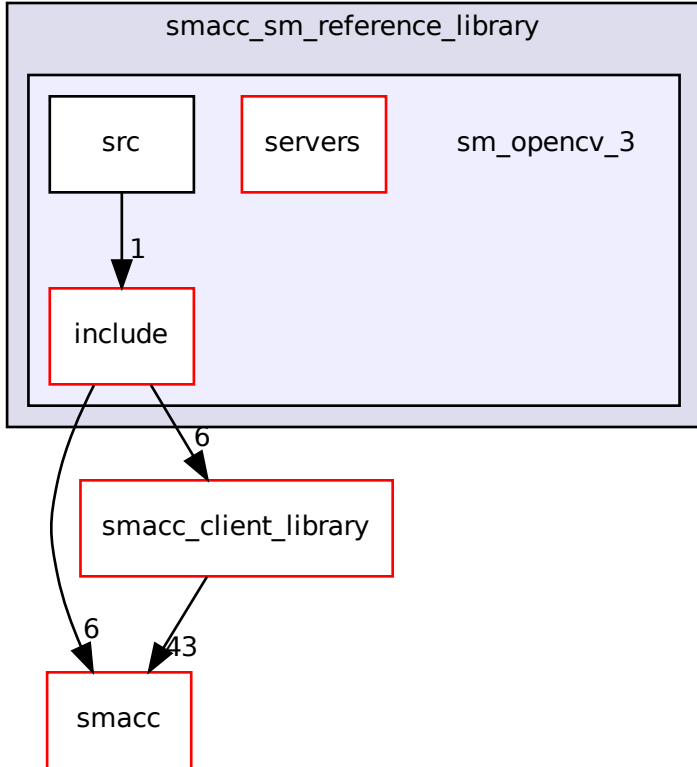 smacc_sm_reference_library
src
servers
sm_opencv_3
1
include
6
smacc_client_library
6
43
smacc